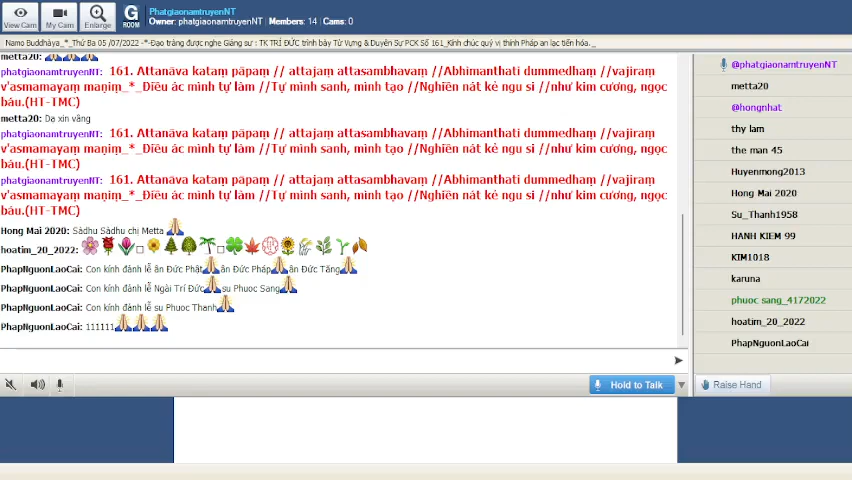 PhatgiaonamtruyenNT
Owner: phatgiaonamtruyenNT | Members: 14 | Cams: 0
View Cam
My Cam
Enlarge
G
ROOM
Namo Buddhàya_*_Thứ Ba 05 /07/2022 -*-Đạo tràng được nghe Giảng sư : TK TRÍ ĐỨC trình bày Từ Vựng & Duyên Sự PCK Số 161_Kính chúc quý vị thính Pháp an lạc tiến hóa._
metta20:
phatgiaonamtruyenNT: 161. Attanāva kataṃ pāpaṃ // attajaṃ attasambhavaṃ //Abhimanthati dummedhaṃ //vajiraṃ
v'asmamayaṃ maṇiṃ_*_Điều ác mình tự làm //Tự mình sanh, mình tạo //Nghiền nát kẻ ngu si //như kim cương, ngọc
báu.(HT-TMC)
metta20: Dạ xin vâng
phatgiaonamtruyenNT: 161. Attanāva kataṃ pāpaṃ // attajaṃ attasambhavaṃ //Abhimanthati dummedhaṃ //vajiraṃ
v'asmamayaṃ maṇiṃ_*_Điều ác mình tự làm //Tự mình sanh, mình tạo //Nghiền nát kẻ ngu si //như kim cương, ngọc
báu.(HT-TMC)
phatgiaonamtruyenNT: 161. Attanāva kataṃ pāpaṃ // attajaṃ attasambhavaṃ //Abhimanthati dummedhaṃ //vajiraṃ
v'asmamayaṃ maṇiṃ_*_Điều ác mình tự làm //Tự mình sanh, mình tạo //Nghiền nát kẻ ngu si //như kim cương, ngọc
báu.(HT-TMC)
Hong Mai 2020: Sàdhu Sàdhu chị Metta
hoatim_20_2022:
PhapNguonLaoCai: Con kính đảnh lễ ân Đức Phật ân Đức Pháp ân Đức Tăng
PhapNguonLaoCai: Con kính đảnh lễ Ngài Trí Đức su Phuoc Sang
PhapNguonLaoCai: Con kính đảnh lễ su Phuoc Thanh
PhapNguonLaoCai: 111111
Hold to Talk
Raise Hand
@phatgiaonamtruyenNT
metta20
@hongnhat
thy lam
the man 45
Huyenmong2013
Hong Mai 2020
Su_Thanh1958
HANH KIEM 99
KIM1018
karuna
phuoc sang_4172022
hoatim_20_2022
PhapNguonLaoCai